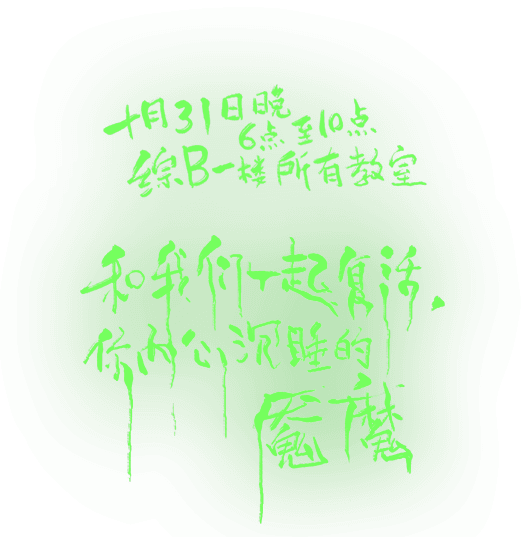 十月31日晚
6点至10点
综B一楼所有教室
和我们一起复活,
你内心沉睡的
魇魔